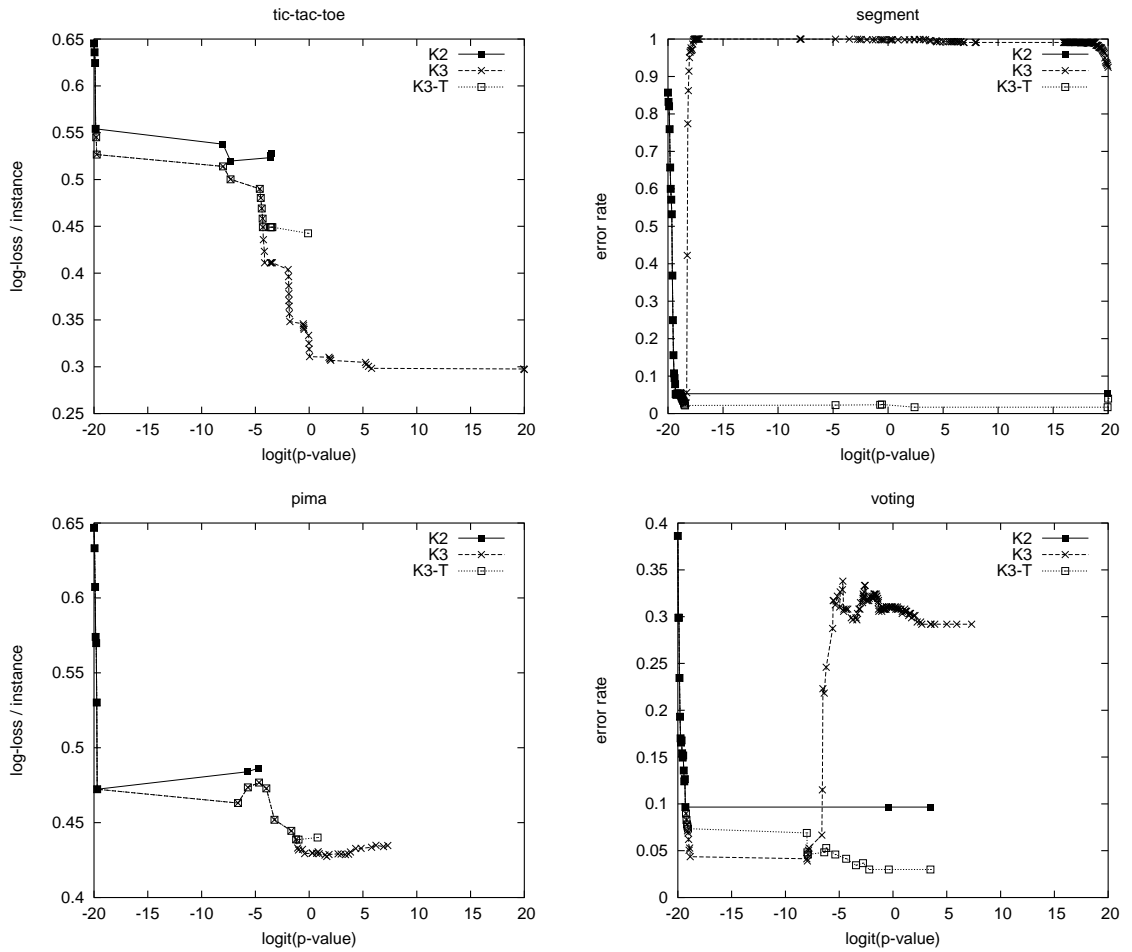 tic-tac-toe
0.65
0.6
0.55
0.5
0.45
0.4
0.35
0.3
0.25
-20 -15 -10 -5 0 5 10 15 20
log-loss / instance
logit(p-value)
K2
K3
K3-T
segment
1
0.9
0.8
0.7
0.6
0.5
0.4
0.3
0.2
0.1
0
-20 -15 -10 -5 0 5 10 15 20
error rate
logit(p-value)
K2
K3
K3-T
pima
0.65
0.6
0.55
0.5
0.45
0.4
-20 -15 -10 -5 0 5 10 15 20
log-loss / instance
logit(p-value)
K2
K3
K3-T
voting
0.4
0.35
0.3
0.25
0.2
0.15
0.1
0.05
0
-20 -15 -10 -5 0 5 10 15 20
error rate
logit(p-value)
K2
K3
K3-T